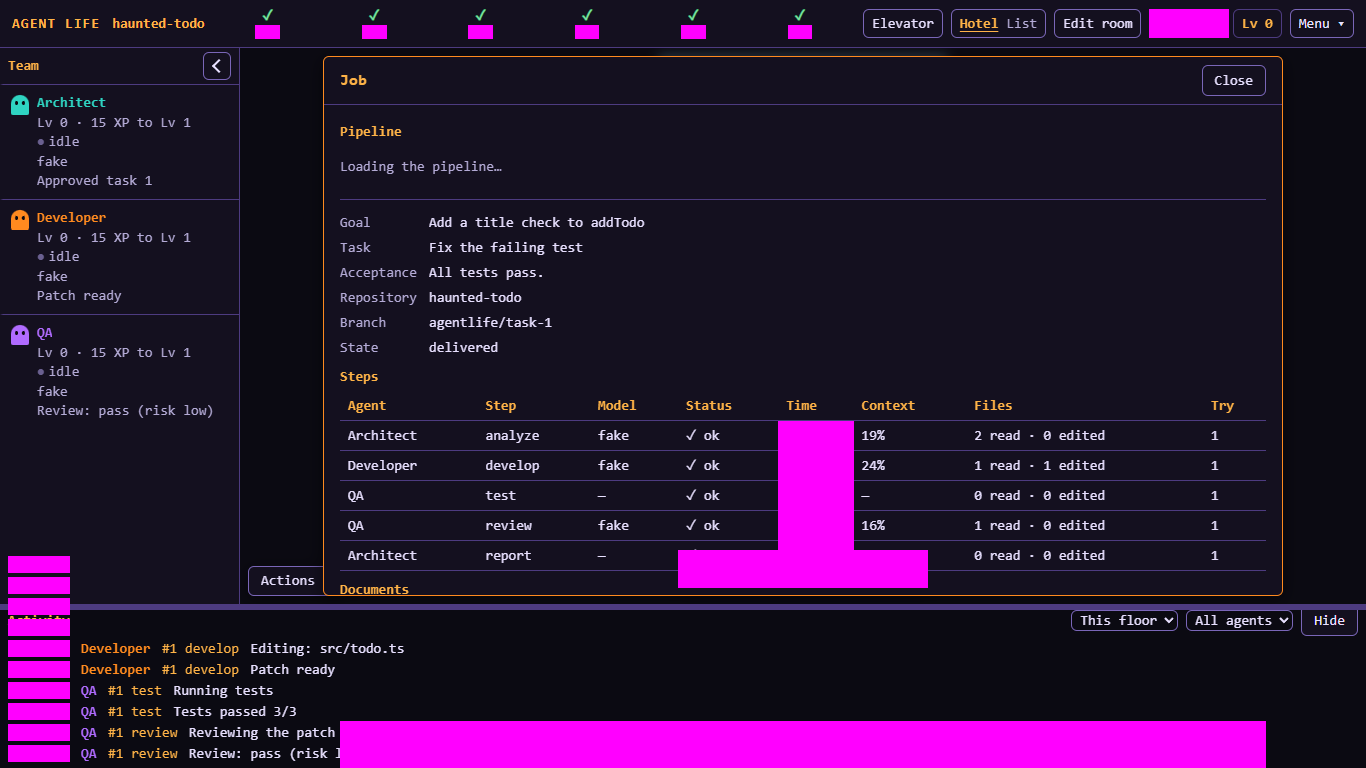 AGENT LIFE haunted-todo ✓ ✓ ✓ ✓ ✓ ✓ Elevator Hotel List Edit room Lv 0 Menu ▾
Team
Architect
Lv 0 · 15 XP to Lv 1
idle
fake
Approved task 1
Developer
Lv 0 · 15 XP to Lv 1
idle
fake
Patch ready
QA
Lv 0 · 15 XP to Lv 1
idle
fake
Review: pass (risk low)
Job Close
Pipeline
Loading the pipeline…
Goal Add a title check to addTodo
Task Fix the failing test
Acceptance All tests pass.
Repository haunted-todo
Branch agentlife/task-1
State delivered
Steps
Agent Step Model Status Time Context Files Try
Architect analyze fake ✓ ok 19% 2 read · 0 edited 1
Developer develop fake ✓ ok 24% 1 read · 1 edited 1
QA test — ✓ ok — 0 read · 0 edited 1
QA review fake ✓ ok 16% 1 read · 0 edited 1
Architect report — 0 read · 0 edited 1
Documents
Actions
This floor All agents Hide
Developer #1 develop Editing: src/todo.ts
Developer #1 develop Patch ready
QA #1 test Running tests
QA #1 test Tests passed 3/3
QA #1 review Reviewing the patch
QA #1 review Review: pass (risk